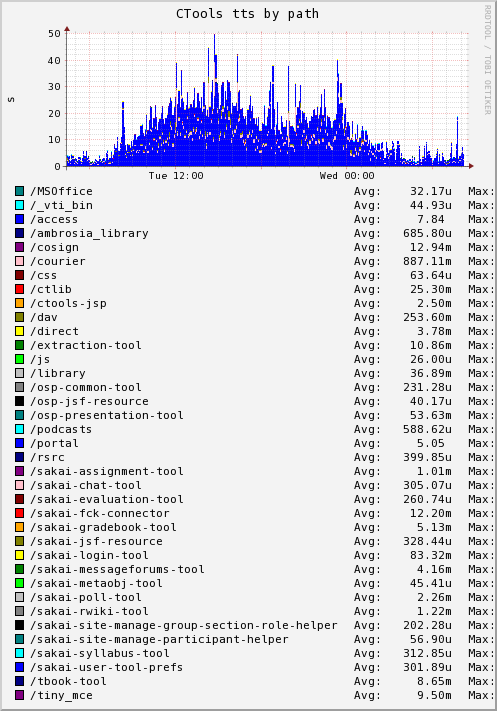 CTools tts by path
RRDTOOL / TOBI OETIKER
s
50
40
30
20
10
0
Tue 12:00 Wed 00:00
/MSOffice Avg: 32.17u Max:
/_vti_bin Avg: 44.93u Max:
/access Avg: 7.84 Max:
/ambrosia_library Avg: 685.80u Max:
/cosign Avg: 12.94m Max:
/courier Avg: 887.11m Max:
/css Avg: 63.64u Max:
/ctlib Avg: 25.30m Max:
/ctools-jsp Avg: 2.50m Max:
/dav Avg: 253.60m Max:
/direct Avg: 3.78m Max:
/extraction-tool Avg: 10.86m Max:
/js Avg: 26.00u Max:
/library Avg: 36.89m Max:
/osp-common-tool Avg: 231.28u Max:
/osp-jsf-resource Avg: 40.17u Max:
/osp-presentation-tool Avg: 53.63m Max:
/podcasts Avg: 588.62u Max:
/portal Avg: 5.05 Max:
/rsrc Avg: 399.85u Max:
/sakai-assignment-tool Avg: 1.01m Max:
/sakai-chat-tool Avg: 305.07u Max:
/sakai-evaluation-tool Avg: 260.74u Max:
/sakai-fck-connector Avg: 12.20m Max:
/sakai-gradebook-tool Avg: 5.13m Max:
/sakai-jsf-resource Avg: 328.44u Max:
/sakai-login-tool Avg: 83.32m Max:
/sakai-messageforums-tool Avg: 4.16m Max:
/sakai-metaobj-tool Avg: 45.41u Max:
/sakai-poll-tool Avg: 2.26m Max:
/sakai-rwiki-tool Avg: 1.22m Max:
/sakai-site-manage-group-section-role-helper Avg: 202.28u Max:
/sakai-site-manage-participant-helper Avg: 56.90u Max:
/sakai-syllabus-tool Avg: 312.85u Max:
/sakai-user-tool-prefs Avg: 301.89u Max:
/tbook-tool Avg: 8.65m Max:
/tiny_mce Avg: 9.50m Max: